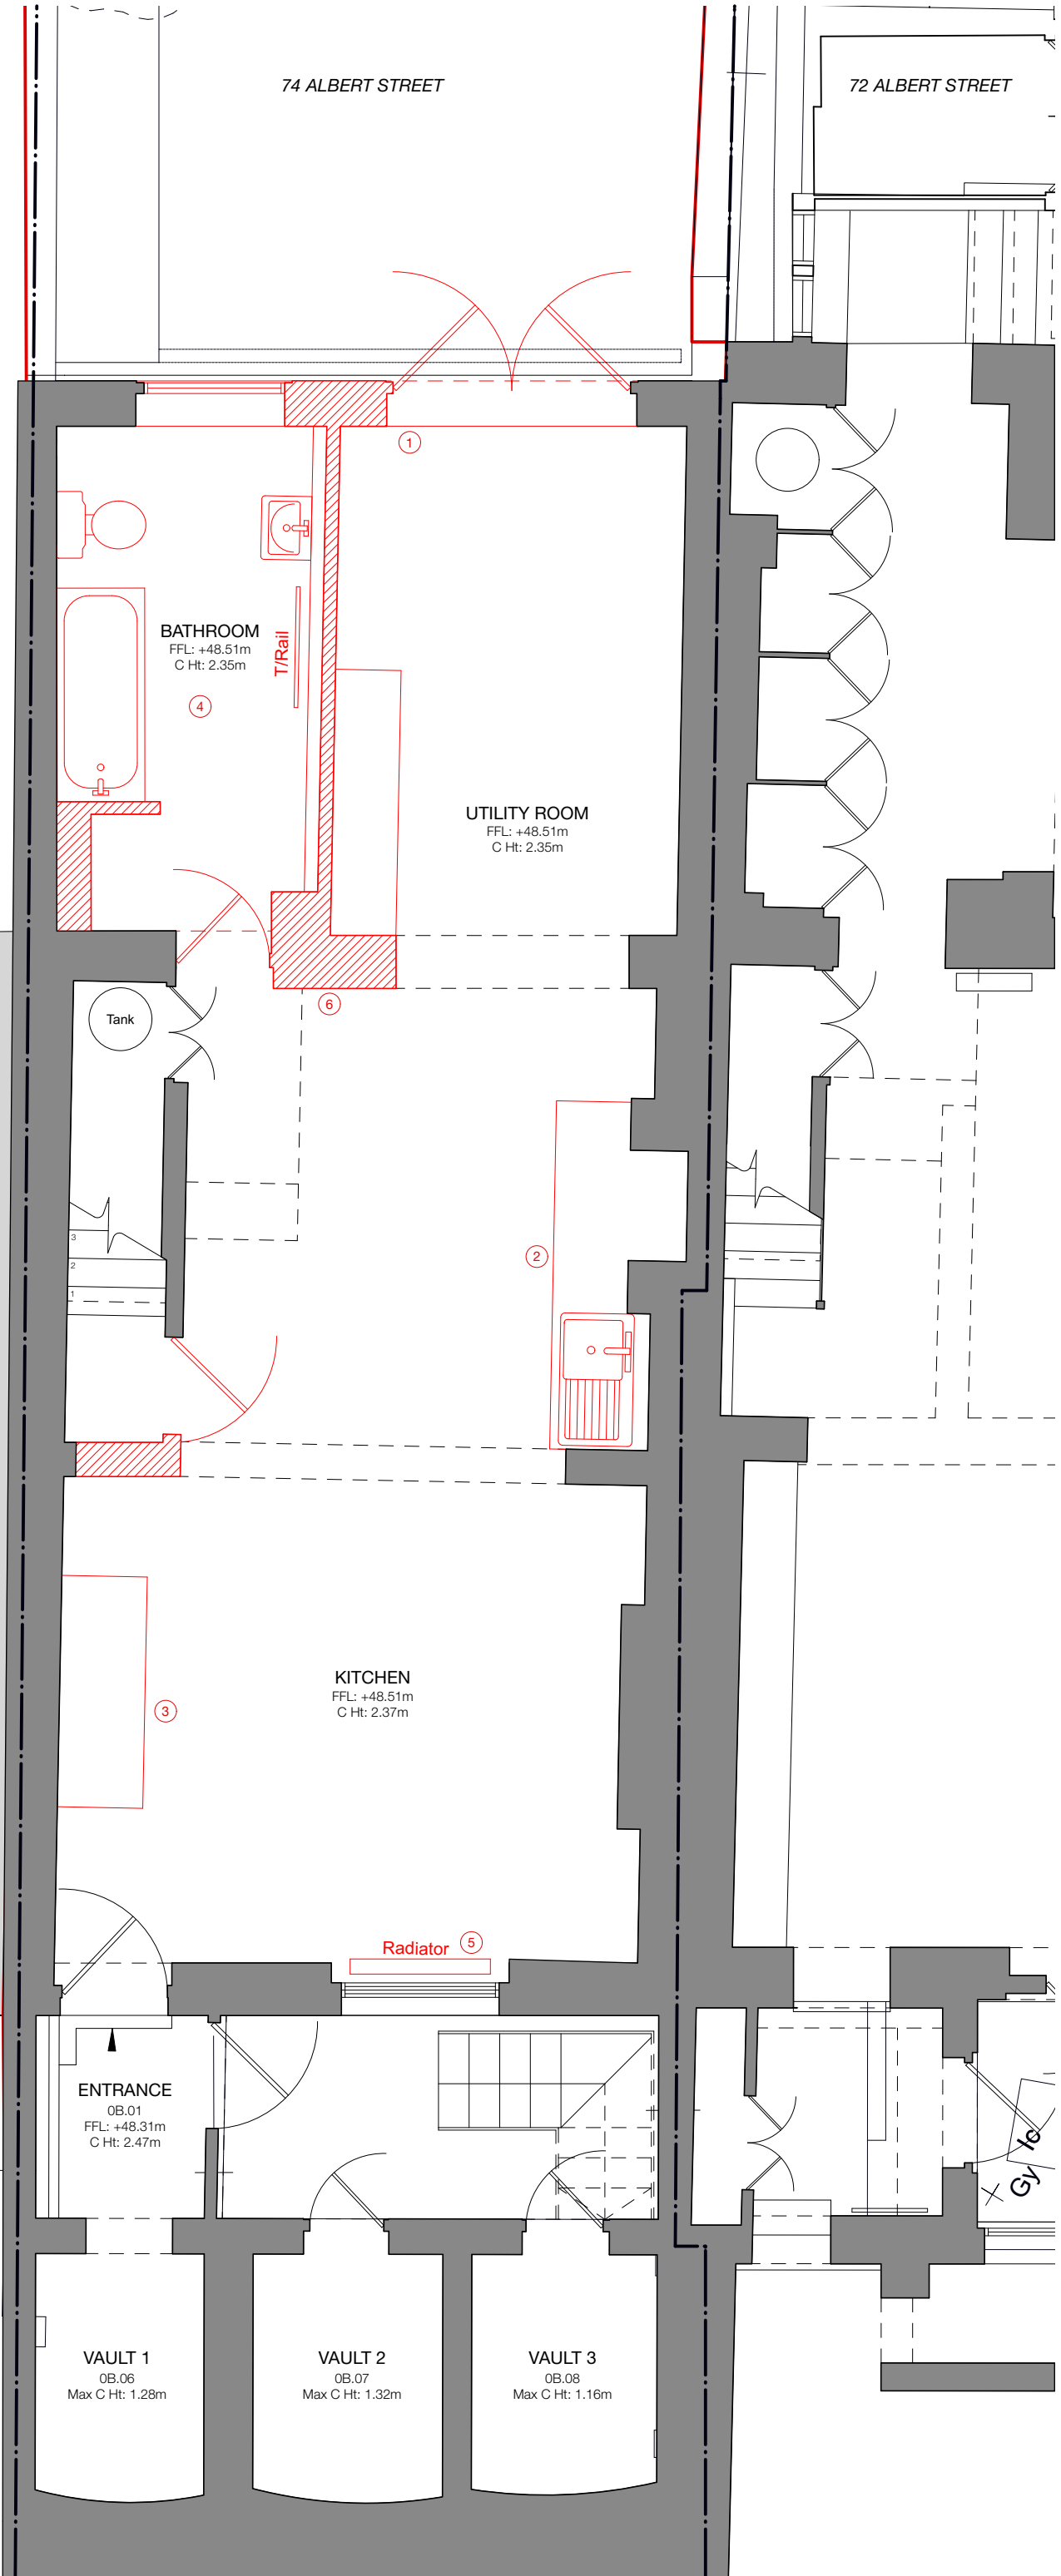 74 ALBERT STREET
72 ALBERT STREET
1
BATHROOM
FFL: +48.51m
C Ht: 2.35m
T/Rail
4
UTILITY ROOM
FFL: +48.51m
C Ht: 2.35m
6
Tank
3
2
1
2
KITCHEN
FFL: +48.51m
C Ht: 2.37m
3
Radiator
5
ENTRANCE
0B.01
FFL: +48.31m
C Ht: 2.47m
Ic
Gy
VAULT 1
0B.06
Max C Ht: 1.28m
VAULT 2
0B.07
Max C Ht: 1.32m
VAULT 3
0B.08
Max C Ht: 1.16m